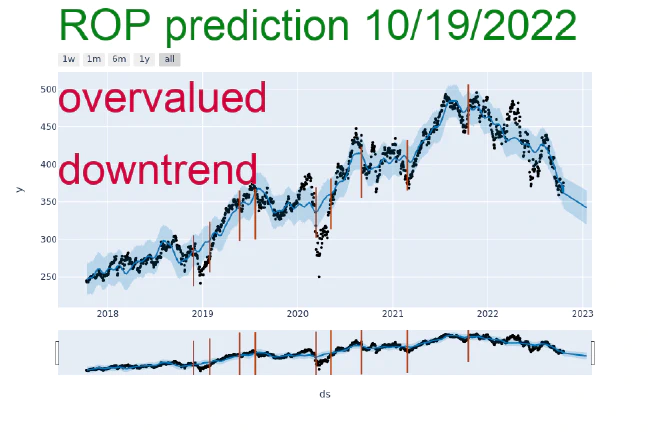 ROP prediction 10/19/2022
1w 1m 6m 1y all
overvalued
downtrend
500
450
400
350
300
250
y
2018 2019 2020 2021 2022 2023
ds